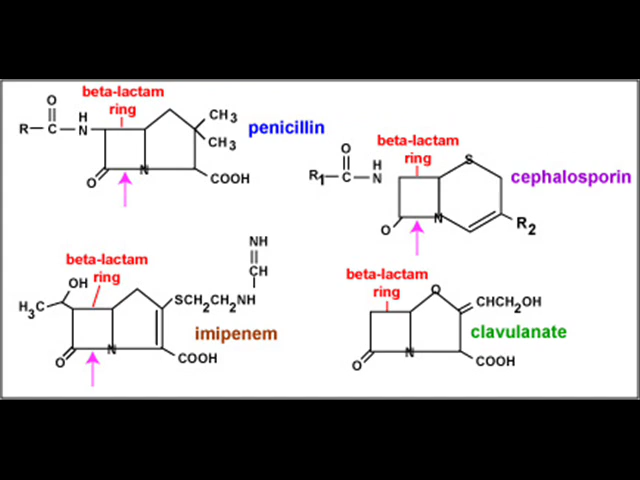 beta-lactam
ring
O
R—C—N
H
CH3
CH3
N
O
COOH
penicillin
beta-lactam
ring
O
R1—C—N
H
S
N
O
R2
cephalosporin
beta-lactam
ring
OH
H3C
NH
CH
SCH2CH2NH
N
O
COOH
imipenem
beta-lactam
ring
O
CHCH2OH
N
O
COOH
clavulanate